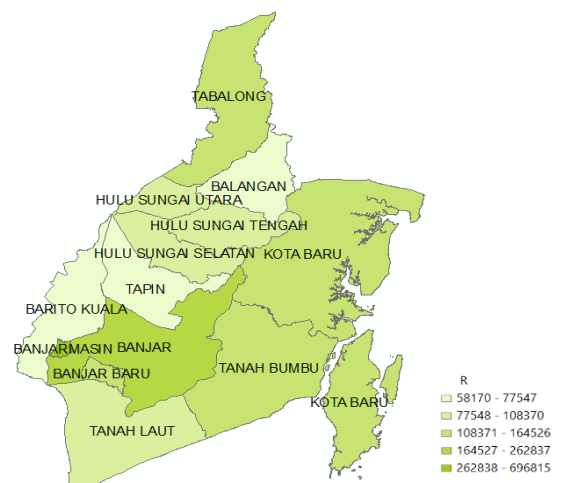 TABALONG
BALANGAN
HULU SUNGAI UTARA
HULU SUNGAI TENGAH
HULU SUNGAI SELATAN
KOTA BARU
TAPIN
BARITO KUALA
BANJARMASIN
BANJAR
BANJAR BARU
TANAH BUMBU
KOTA BARU
TANAH LAUT
R
58170 - 77547
77548 - 108370
108371 - 164526
164527 - 262837
262838 - 696815